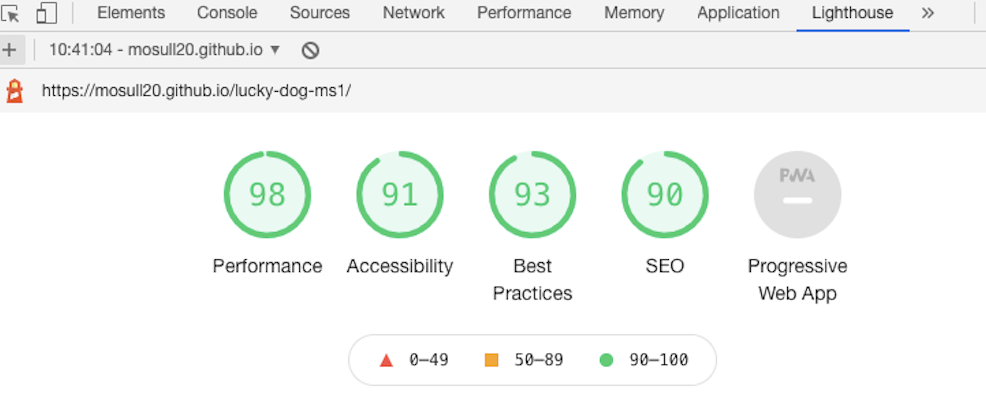 Elements Console Sources Network Performance Memory Application Lighthouse »
+ 10:41:04 - mosull20.github.io ▼
https://mosull20.github.io/lucky-dog-ms1/
98 91 93 90 PWA
Performance Accessibility Best SEO Progressive
Practices Web App
0–49 50–89 90–100